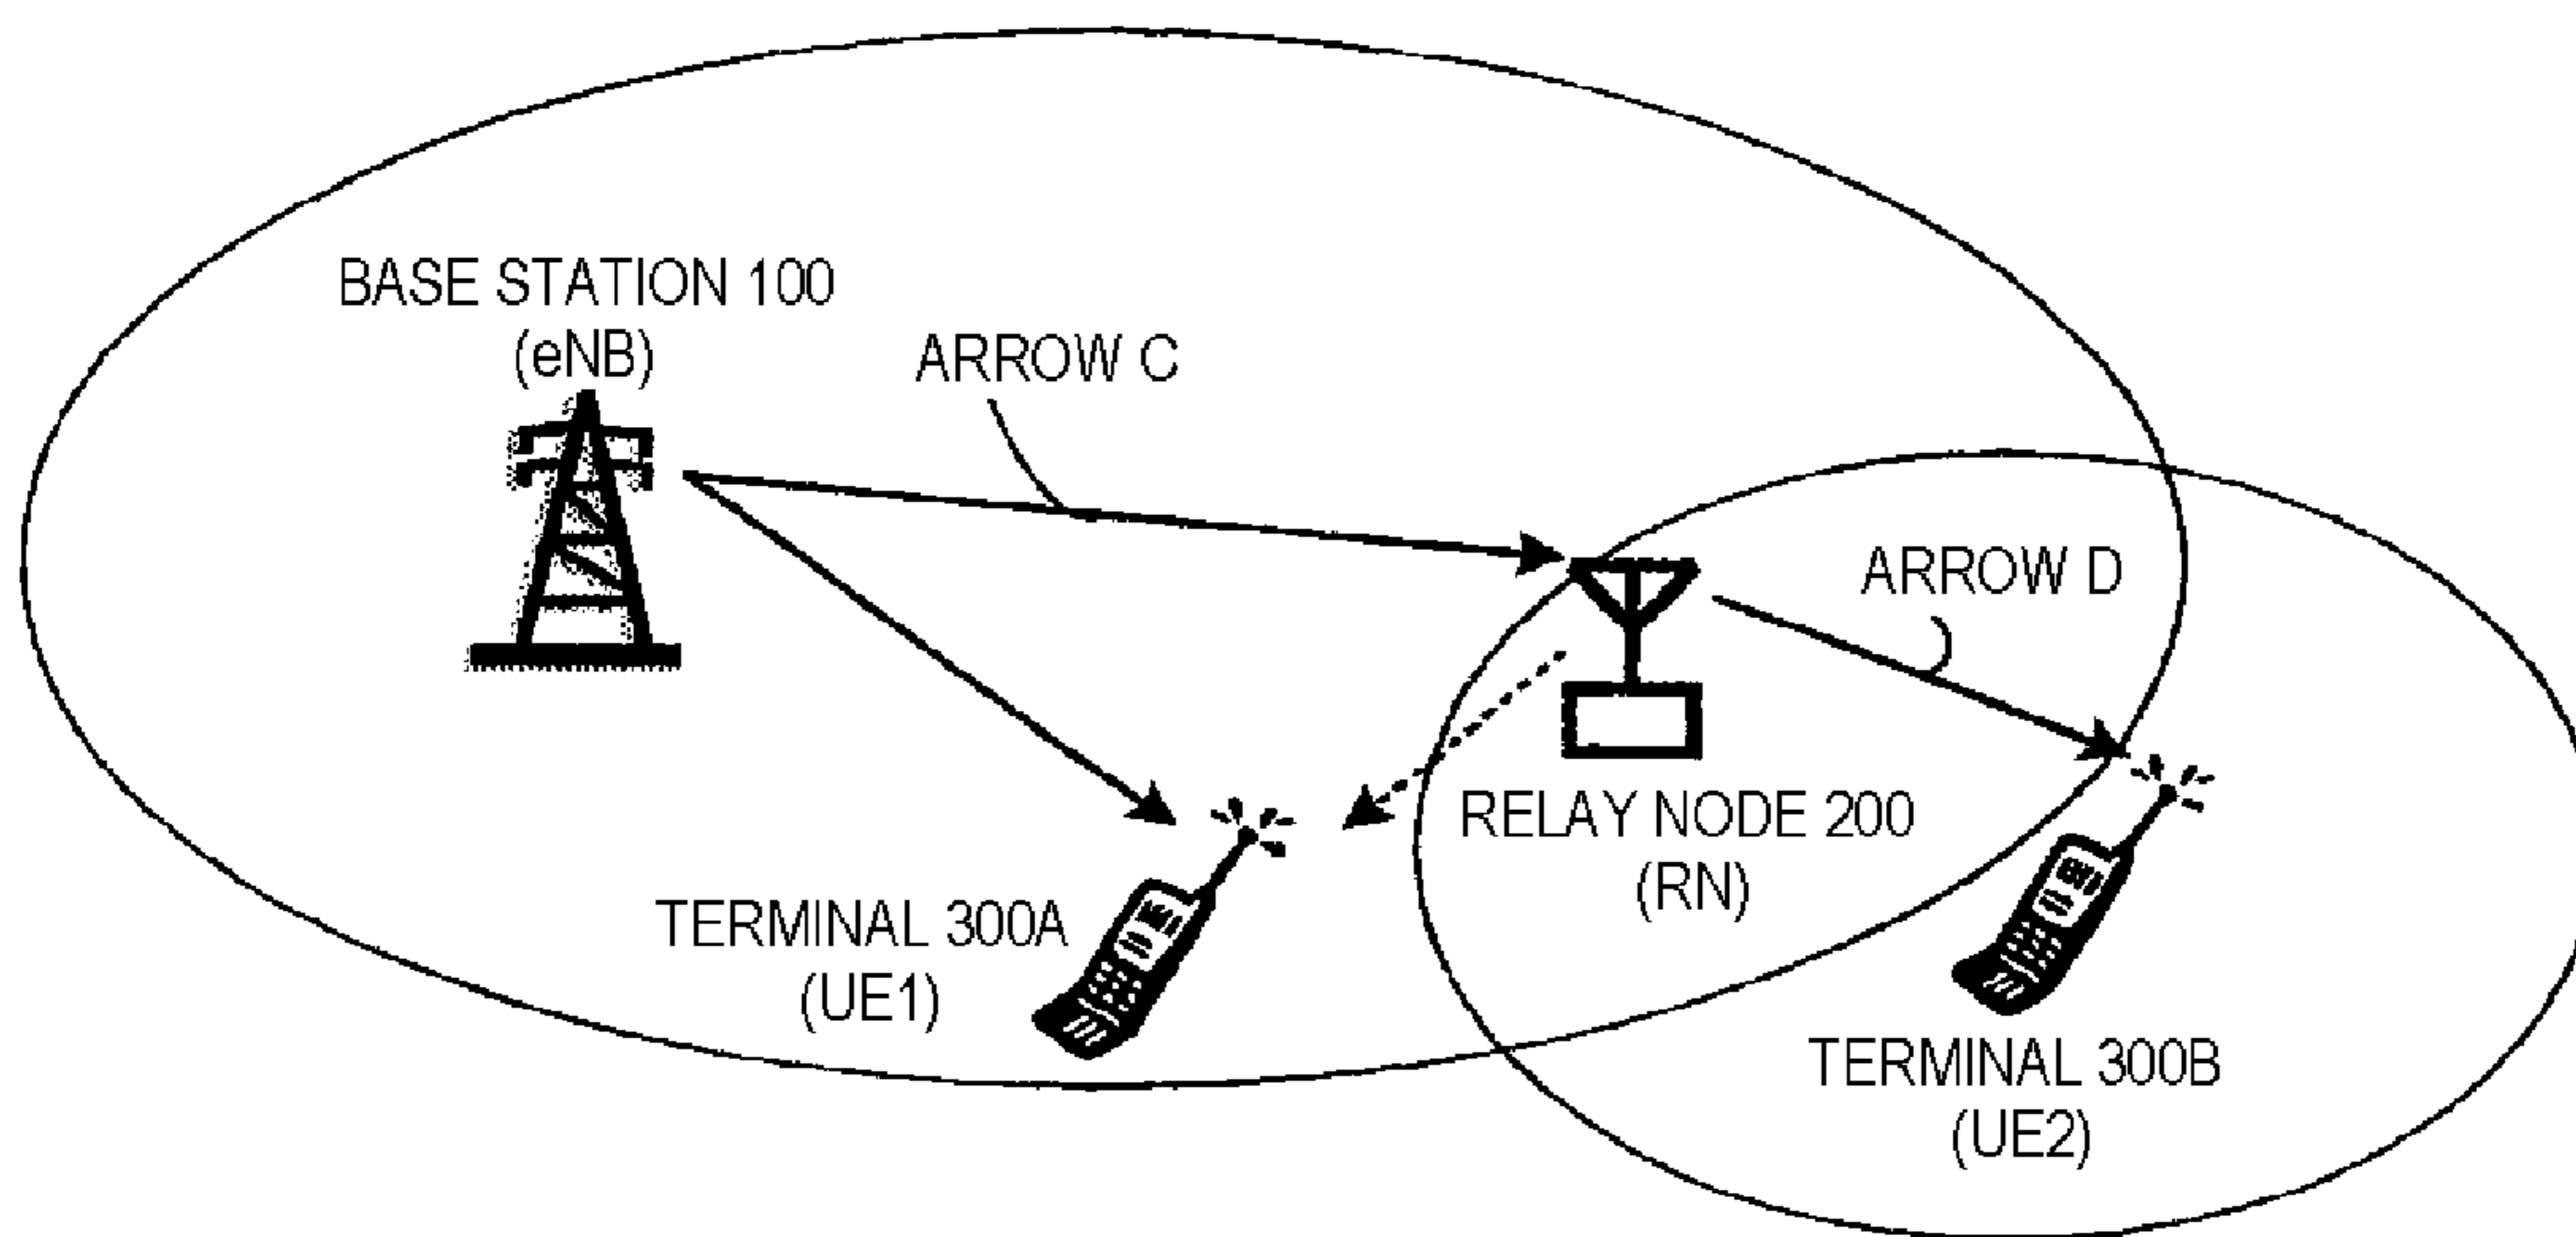 BASE STATION 100
(eNB)
ARROW C
ARROW D
RELAY NODE 200
(RN)
TERMINAL 300A
(UE1)
TERMINAL 300B
(UE2)